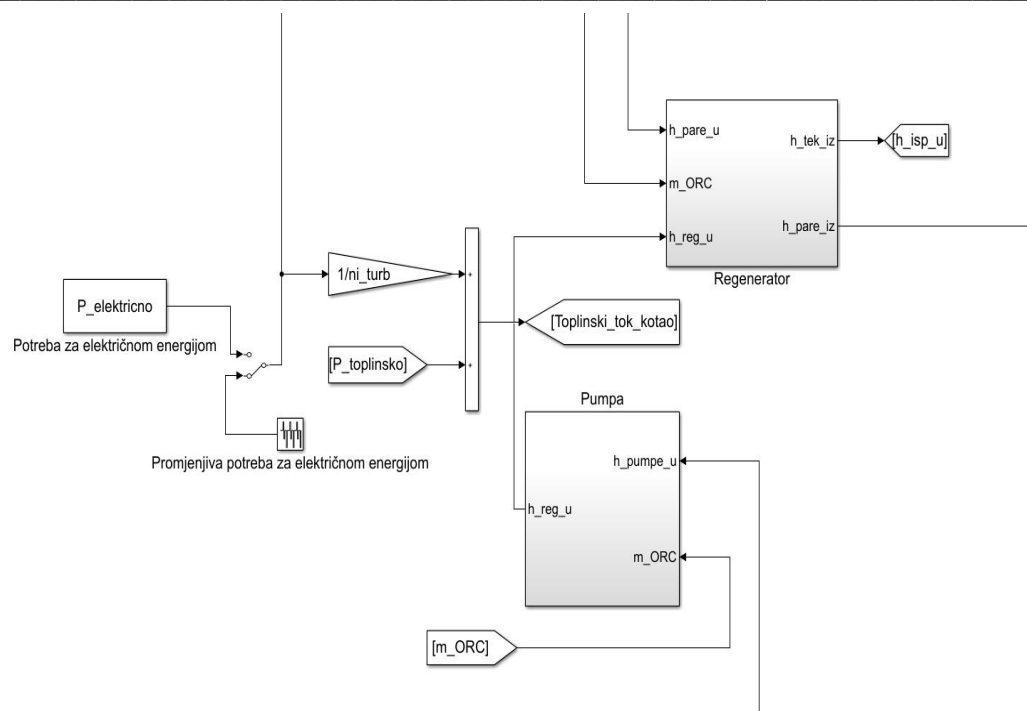 h_pare_u
h_tek_iz
[h_isp_u]
m_ORC
h_reg_u
h_pare_iz
Regenerator
1/ni_turb
+
P_elektricno
Potreba za električnom energijom
[Toplinski_tok_kotao]
[P_toplinsko]
+
Pumpa
h_pumpe_u
h_reg_u
m_ORC
Promjenjiva potreba za električnom energijom
[m_ORC]